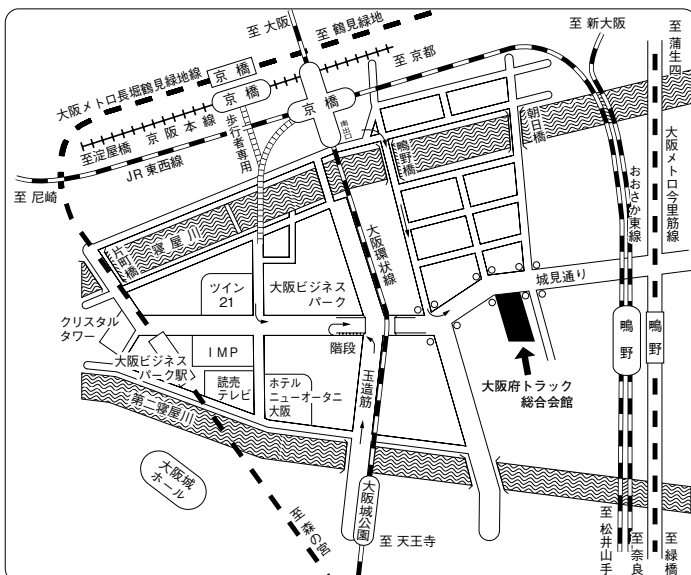 至 大阪
至 鶴見緑地
至 新大阪
至 蒲生四
至 京都
大阪メトロ長堀鶴見緑地線
京橋
京橋
京橋
南出口
京阪本線
至淀屋橋
歩行者専用
JR東西線
至 尼崎
鴫野橋
朝日橋
おおさか東線
大阪メトロ今里筋線
片町橋
寝屋川
大阪環状線
城見通り
ツイン
21
大阪ビジネス
パーク
クリスタル
タワー
大阪ビジネス
パーク駅
IMP
階段
読売
テレビ
ホテル
ニューオータニ
大阪
玉造筋
大阪府トラック
総合会館
鴫野
鴫野
第二寝屋川
大阪城
ホール
大阪城公園
至 森の宮
至 天王寺
至 松井山手
至 奈良
至 緑橋